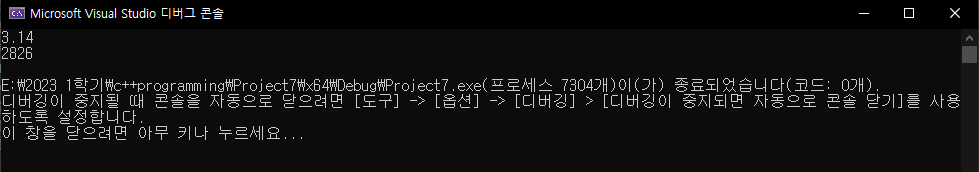 Microsoft Visual Studio 디버그 콘솔
3.14
2826
E:\2023 1학기\c++programming\Project7\x64\Debug\Project7.exe(프로세스 7304개)이(가) 종료되었습니다(코드: 0개).
디버깅이 중지될 때 콘솔을 자동으로 닫으려면 [도구] -> [옵션] -> [디버깅] > [디버깅이 중지되면 자동으로 콘솔 닫기]를 사용
하도록 설정합니다.
이 창을 닫으려면 아무 키나 누르세요...